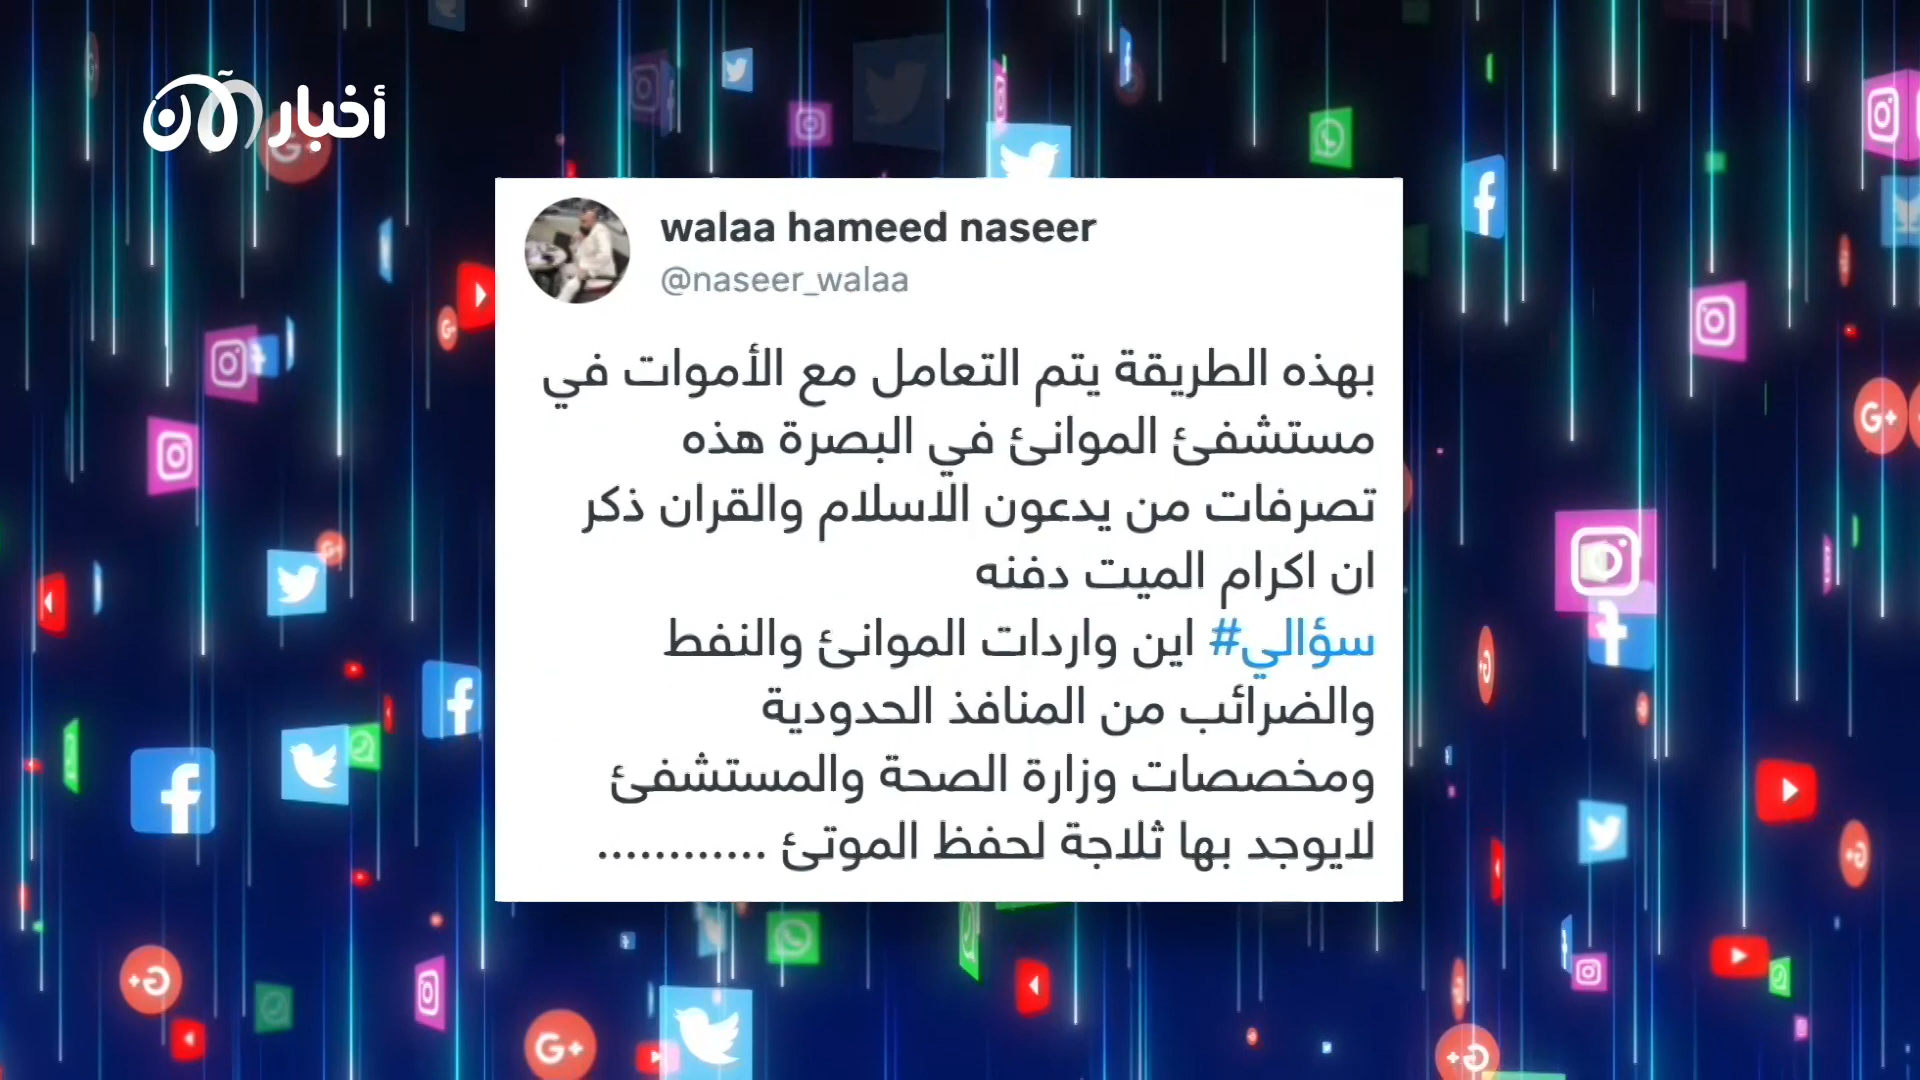 أخبار الآن
walaa hameed naseer
@naseer_walaa
بهذه الطريقة يتم التعامل مع الأموات في
مستشفئ الموانئ في البصرة هذه
تصرفات من يدعون الاسلام والقران ذكر
ان اكرام الميت دفنه
#سؤالي اين واردات الموانئ والنفط
والضرائب من المنافذ الحدودية
ومخصصات وزارة الصحة والمستشفئ
لايوجد بها ثلاجة لحفظ الموتئ ............